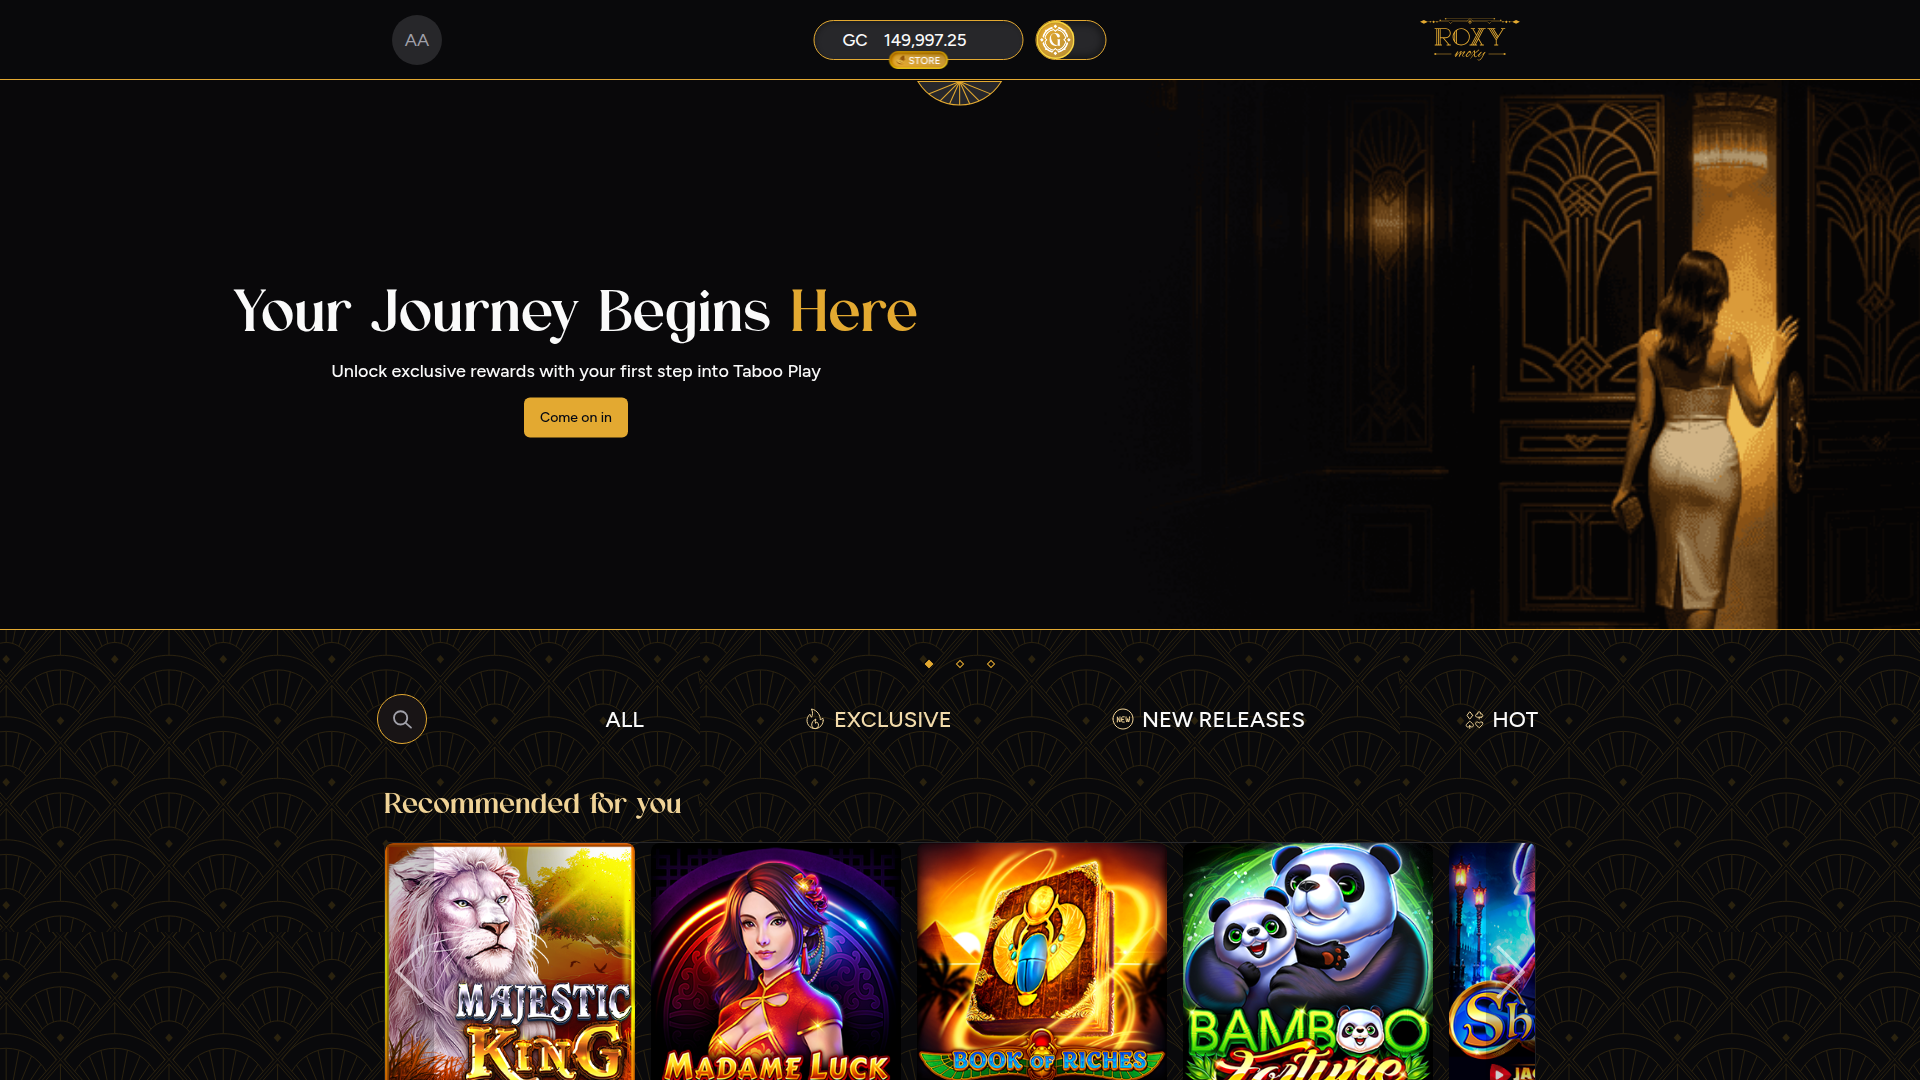 AA
GC 149,997.25
STORE
G
ROXY
moxy
Your Journey Begins Here
Unlock exclusive rewards with your first step into Taboo Play
Come on in
ALL
EXCLUSIVE
NEW
NEW RELEASES
HOT
Recommended for you
MAJESTIC
KING
MADAME LUCK
BOOK OF RICHES
BAMBOO
Fortune
Sh
JA